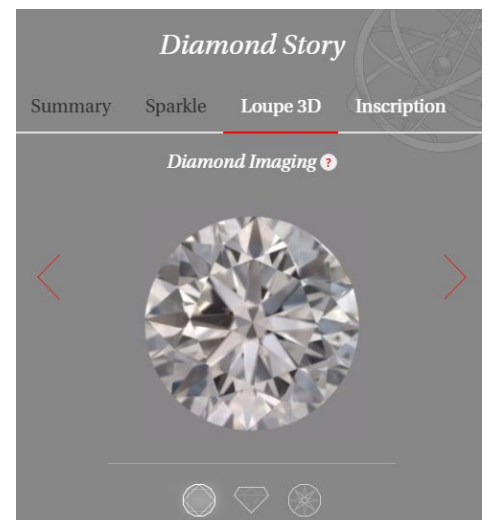 Diamond Story
Summary Sparkle Loupe 3D Inscription
Diamond Imaging ?